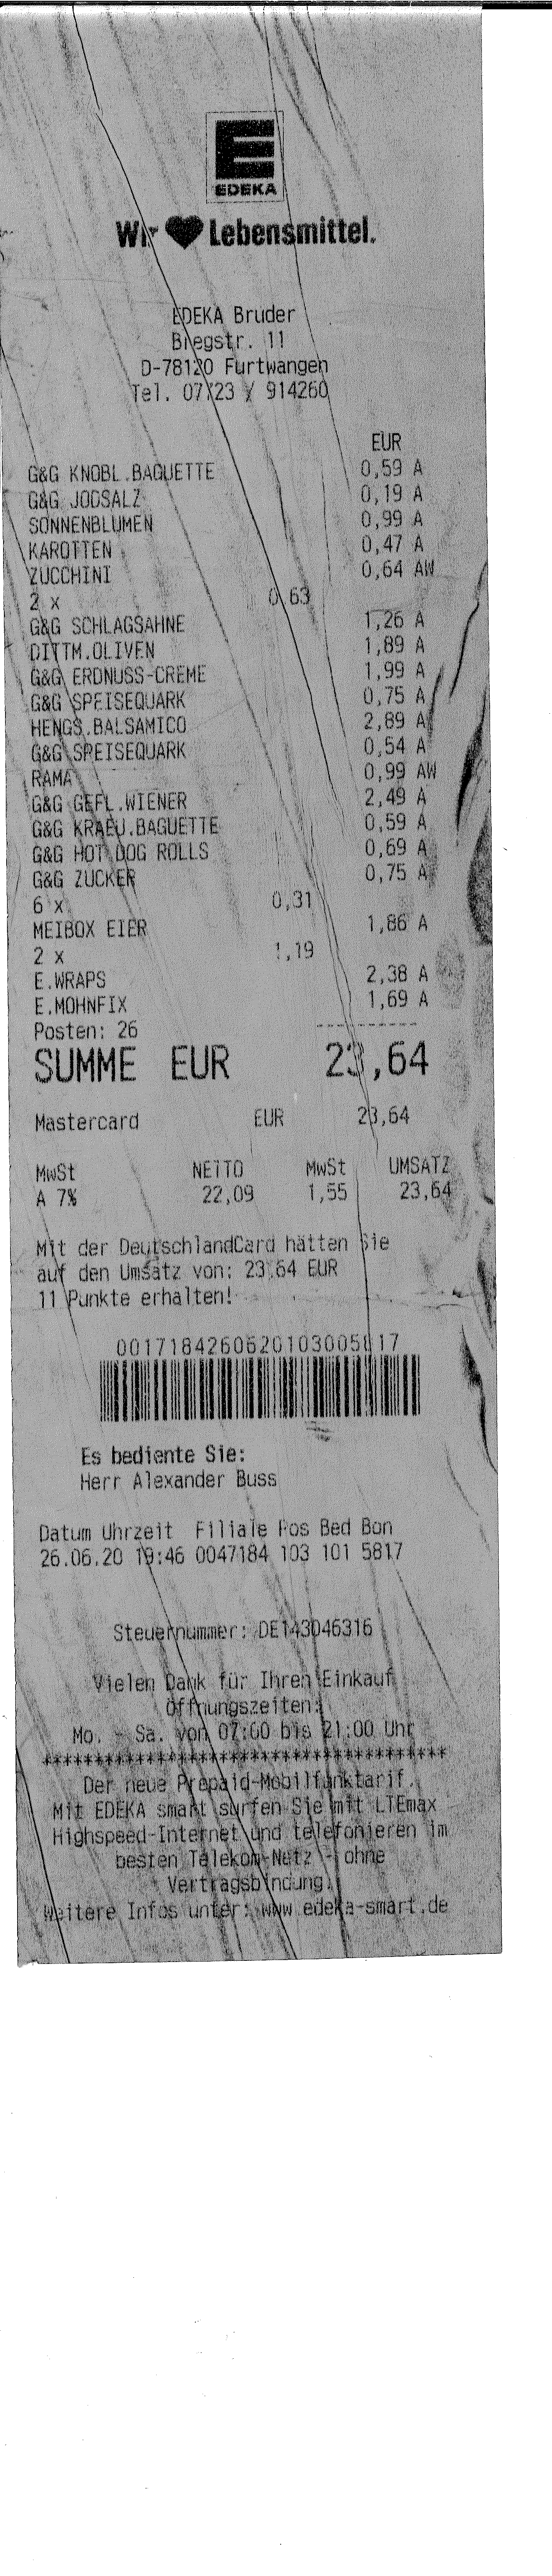 EDEKA
Wir ❤ Lebensmittel.
EDEKA Bruder
Bregstr. 11
D-78120 Furtwangen
Tel. 07723 / 914260
EUR
G&G KNOBL.BAGUETTE 0,59 A
G&G JODSALZ 0,19 A
SONNENBLUMEN 0,99 A
KAROTTEN 0,47 A
ZUCCHINI 0,64 AW
2 x 0,63
G&G SCHLAGSAHNE 1,26 A
DITTM.OLIVEN 1,89 A
G&G ERDNUSS-CREME 1,99 A
G&G SPEISEQUARK 0,75 A
HENGS.BALSAMICO 2,89 A
G&G SPEISEQUARK 0,54 A
RAMA 0,99 AW
G&G GEFL.WIENER 2,49 A
G&G KRAEU.BAGUETTE 0,59 A
G&G HOT DOG ROLLS 0,69 A
G&G ZUCKER 0,75 A
6 x 0,31
MEIBOX EIER 1,86 A
2 x 1,19
E.WRAPS 2,38 A
E.MOHNFIX 1,69 A
Posten: 26
------------
SUMME EUR 23,64
Mastercard EUR 23,64
MwSt NETTO MwSt UMSATZ
A 7% 22,09 1,55 23,64
Mit der DeutschlandCard hätten Sie
auf den Umsatz von: 23,64 EUR
11 Punkte erhalten!
Es bediente Sie:
Herr Alexander Buss
Datum Uhrzeit Filiale Pos Bed Bon
26.06.20 19:46 0047184 103 101 5817
Steuernummer: DE143046316
Vielen Dank für Ihren Einkauf
Öffnungszeiten:
Mo. - Sa. von 07:00 bis 21:00 Uhr
***************************************
Der neue Prepaid-Mobilfunktarif.
Mit EDEKA smart surfen Sie mit LTEmax
Highspeed-Internet und telefonieren im
besten Telekom-Netz - ohne
Vertragsbindung.
Weitere Infos unter: www.edeka-smart.de